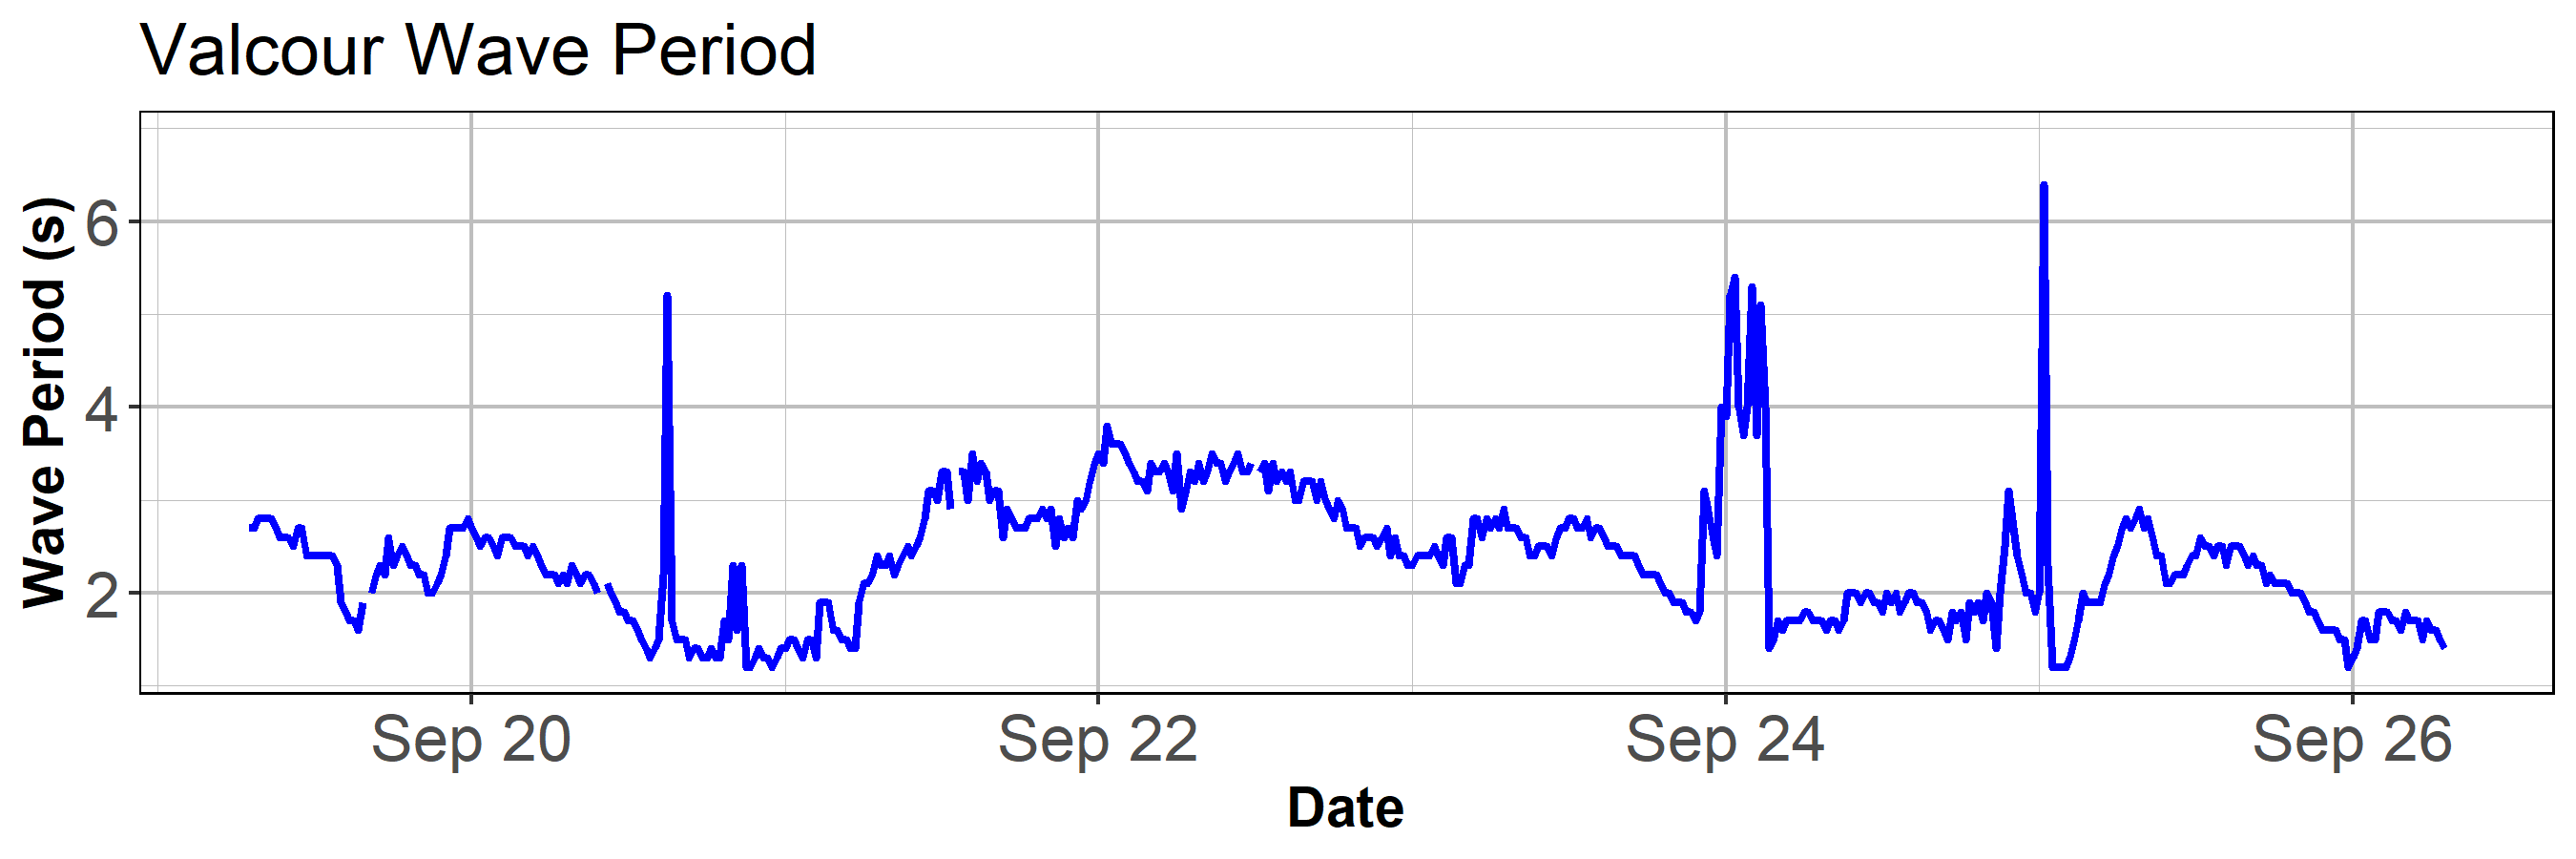 Valcour Wave Period
Wave Period (s)
6
4
2
Sep 20 Sep 22 Sep 24 Sep 26
Date